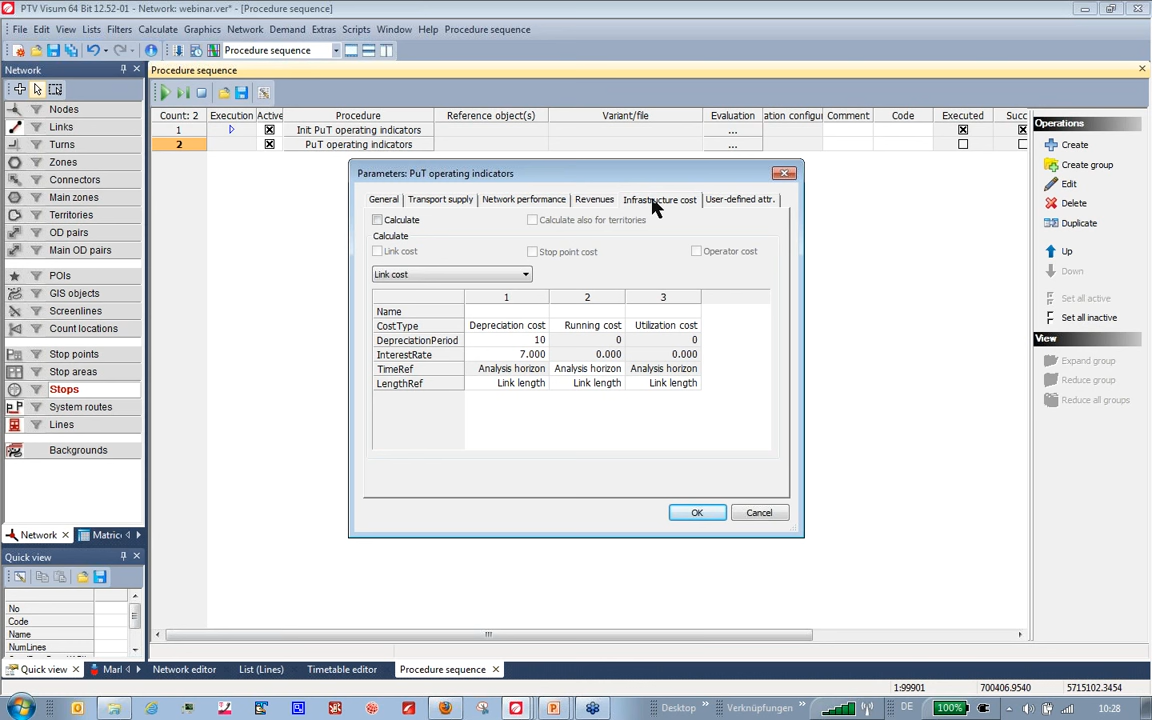 PTV Visum 64 Bit 12.52-01 - Network: webinar.ver* - [Procedure sequence]
File Edit View Lists Filters Calculate Graphics Network Demand Extras Scripts Window Help Procedure sequence
Procedure sequence
Network
Procedure sequence
Nodes
Links
Turns
Zones
Connectors
Main zones
Territories
OD pairs
Main OD pairs
POIs
GIS objects
Screenlines
Count locations
Stop points
Stop areas
Stops
System routes
Lines
Backgrounds
Network Matric
Quick view
No
Code
Name
NumLines
Quick view Marl
Count: 2 Execution Active Procedure Reference object(s) Variant/file Evaluation ation configur Comment Code Executed Succ
1 Init PuT operating indicators ...
2 PuT operating indicators ...
Parameters: PuT operating indicators
General Transport supply Network performance Revenues Infrastructure cost User-defined attr.
Calculate Calculate also for territories
Calculate
Link cost Stop point cost Operator cost
Link cost
1 2 3
Name
CostType Depreciation cost Running cost Utilization cost
DepreciationPeriod 10 0 0
InterestRate 7.000 0.000 0.000
TimeRef Analysis horizon Analysis horizon Analysis horizon
LengthRef Link length Link length Link length
OK Cancel
Operations
Create
Create group
Edit
Delete
Duplicate
Up
Down
Set all active
Set all inactive
View
Expand group
Reduce group
Reduce all groups
Network editor List (Lines) Timetable editor Procedure sequence
1:99901 700406.9540 5715102.3454
Desktop Verknüpfungen DE 100% 10:28